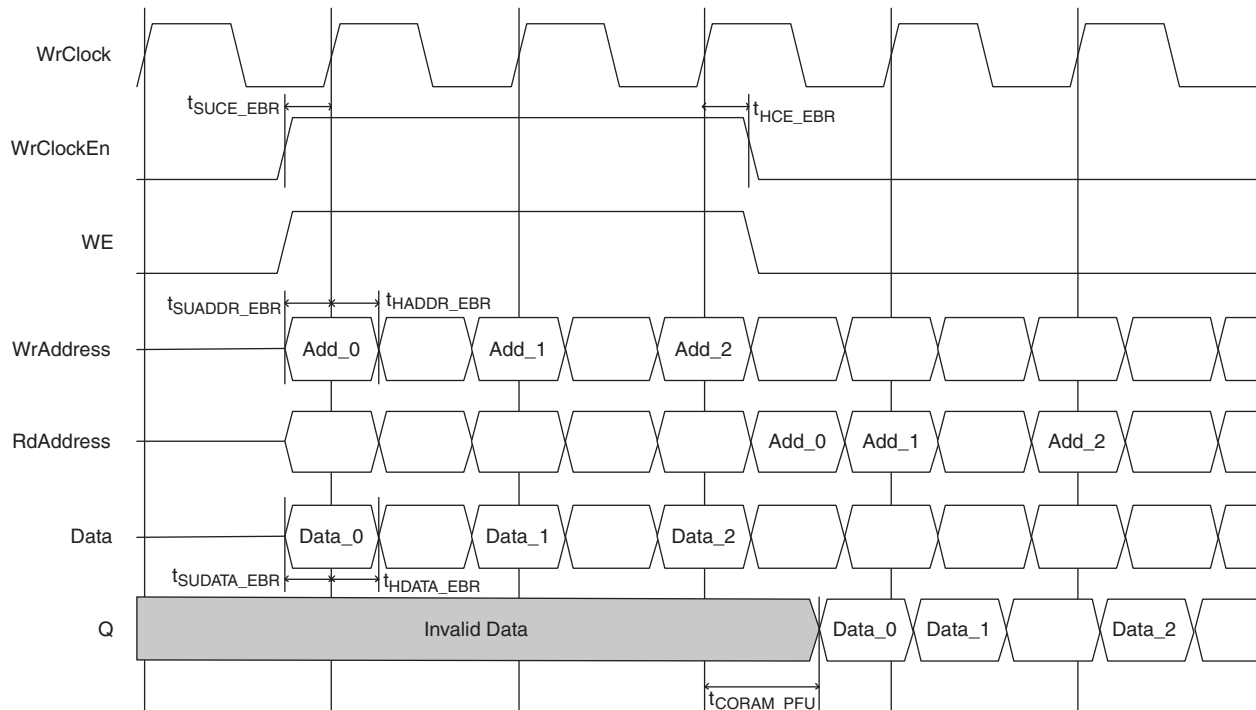 WrClock
tSUCE_EBR
tHCE_EBR
WrClockEn
WE
tSUADDR_EBR
tHADDR_EBR
WrAddress Add_0 Add_1 Add_2
RdAddress Add_0 Add_1 Add_2
Data Data_0 Data_1 Data_2
tSUDATA_EBR
tHDATA_EBR
Q Invalid Data Data_0 Data_1 Data_2
tCORAM_PFU